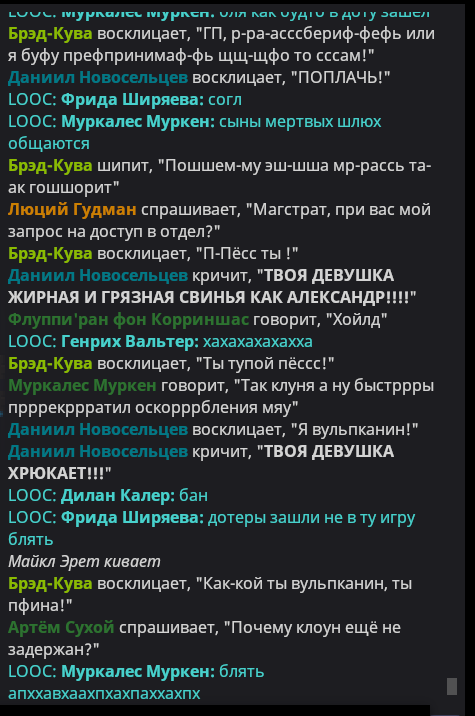 LOOC: Муркалес Муркен: бля как будто в доту зашел
Брэд-Кува восклицает, "ГП, р-ра-асссбериф-фефь или
я буфу префпринимаф-фь щщ-щфо то сссам!"
Даниил Новосельцев восклицает, "ПОПЛАЧЬ!"
LOOC: Фрида Ширяева: согл
LOOC: Муркалес Муркен: сыны мертвых шлюх
общаются
Брэд-Кува шипит, "Пошшем-му эш-шша мр-рассь та-
ак гошшорит"
Люций Гудман спрашивает, "Магстрат, при вас мой
запрос на доступ в отдел?"
Брэд-Кува восклицает, "П-Пёсс ты !"
Даниил Новосельцев кричит, "ТВОЯ ДЕВУШКА
ЖИРНАЯ И ГРЯЗНАЯ СВИНЬЯ КАК АЛЕКСАНДР!!!!"
Флуппи'ран фон Корриншас говорит, "Хойлд"
LOOC: Генрих Вальтер: хахахахахахха
Брэд-Кува восклицает, "Ты тупой пёссс!"
Муркалес Муркен говорит, "Так клуня а ну быстррры
прррекрррратил оскорррбления мяу"
Даниил Новосельцев восклицает, "Я вульпканин!"
Даниил Новосельцев кричит, "ТВОЯ ДЕВУШКА
ХРЮКАЕТ!!!"
LOOC: Дилан Калер: бан
LOOC: Фрида Ширяева: дотеры зашли не в ту игру
блять
Майкл Эрет кивает
Брэд-Кува восклицает, "Как-кой ты вульпканин, ты
пфина!"
Артём Сухой спрашивает, "Почему клоун ещё не
задержан?"
LOOC: Муркалес Муркен: блять
апххавхаахпхахпаххахпх